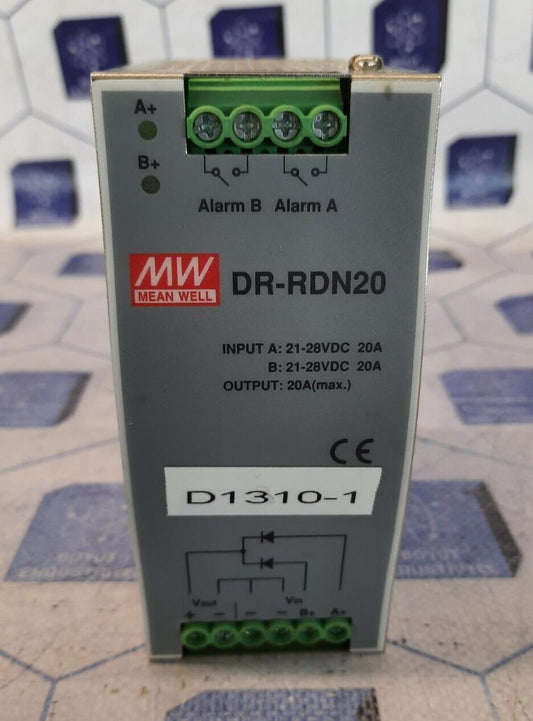 A+
B+
Alarm B Alarm A
MW
MEAN WELL
DR-RDN20
INPUT A: 21-28VDC 20A
B: 21-28VDC 20A
OUTPUT: 20A(max.)
CE
D1310-1
Vout Vin
+ − − − B+ A+